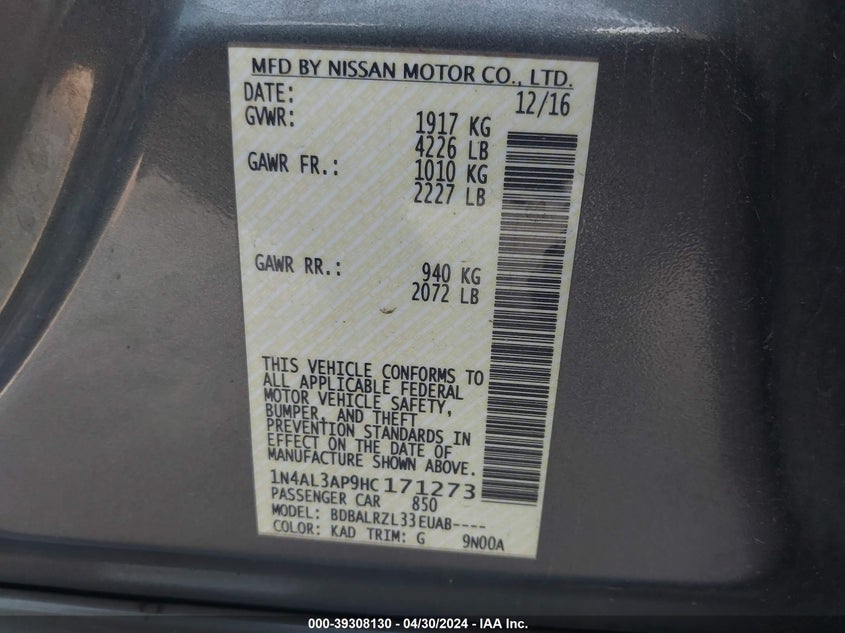 MFD BY NISSAN MOTOR CO., LTD.
DATE: 12/16
GVWR: 1917 KG
4226 LB
GAWR FR.: 1010 KG
2227 LB
GAWR RR.: 940 KG
2072 LB
THIS VEHICLE CONFORMS TO
ALL APPLICABLE FEDERAL
MOTOR VEHICLE SAFETY,
BUMPER, AND THEFT
PREVENTION STANDARDS IN
EFFECT ON THE DATE OF
MANUFACTURE SHOWN ABOVE.
1N4AL3AP9HC171273
PASSENGER CAR 850
MODEL: BDBALRZL33EUAB----
COLOR: KAD TRIM: G 9N00A
000-39308130 - 04/30/2024 - IAA Inc.